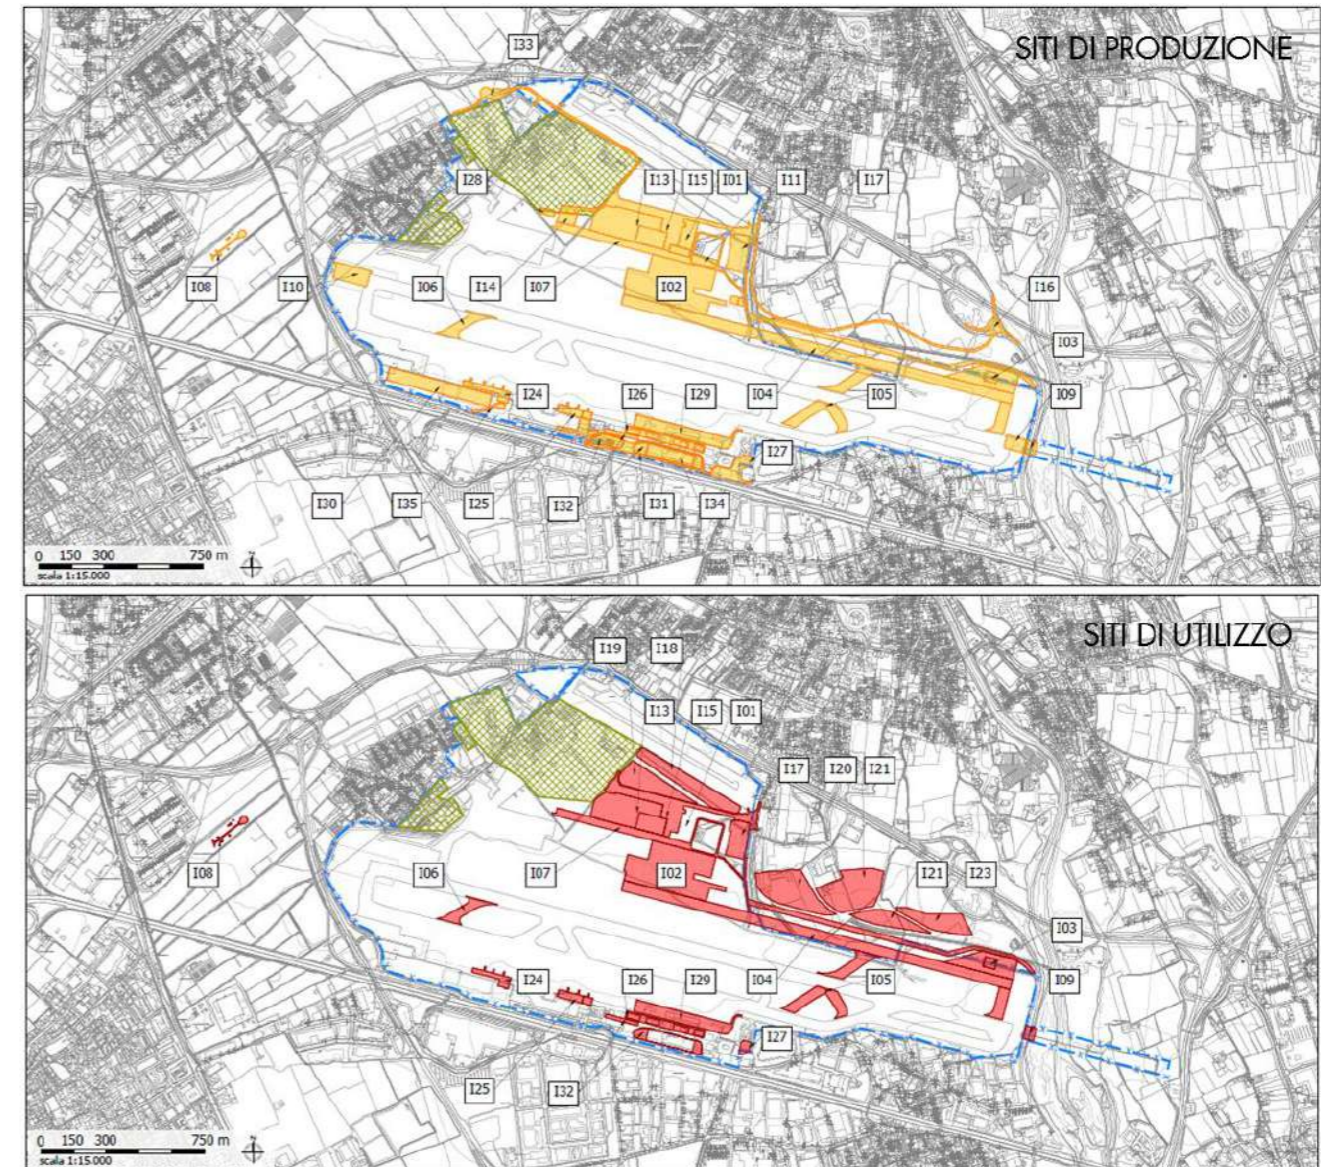 SITI DI PRODUZIONE
I33
I28
I13 I15 I01 I11 I17
I08 I10 I06 I14 I07 I02 I16
I03
I24 I26 I29 I04 I05 I09
I27
I30 I35 I25 I32 I31 I34
0 150 300 750 m
scala 1:15.000
SITI DI UTILIZZO
I19 I18
I13 I15 I01
I17 I20 I21
I08 I06 I07 I02 I21 I23
I03
I24 I26 I29 I04 I05 I09
I27
I25 I32
0 150 300 750 m
scala 1:15.000